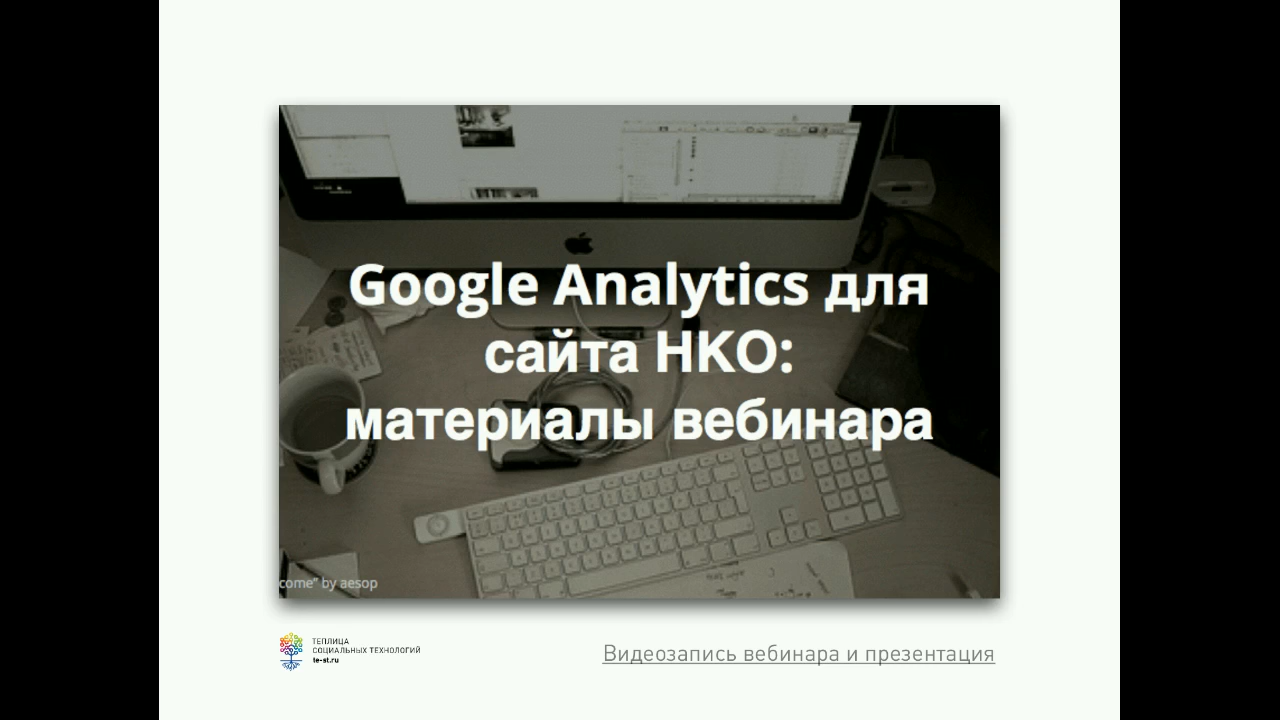 Google Analytics для
сайта НКО:
материалы вебинара
come" by aesop
ТЕПЛИЦА
СОЦИАЛЬНЫХ ТЕХНОЛОГИЙ
te-st.ru
Видеозапись вебинара и презентация